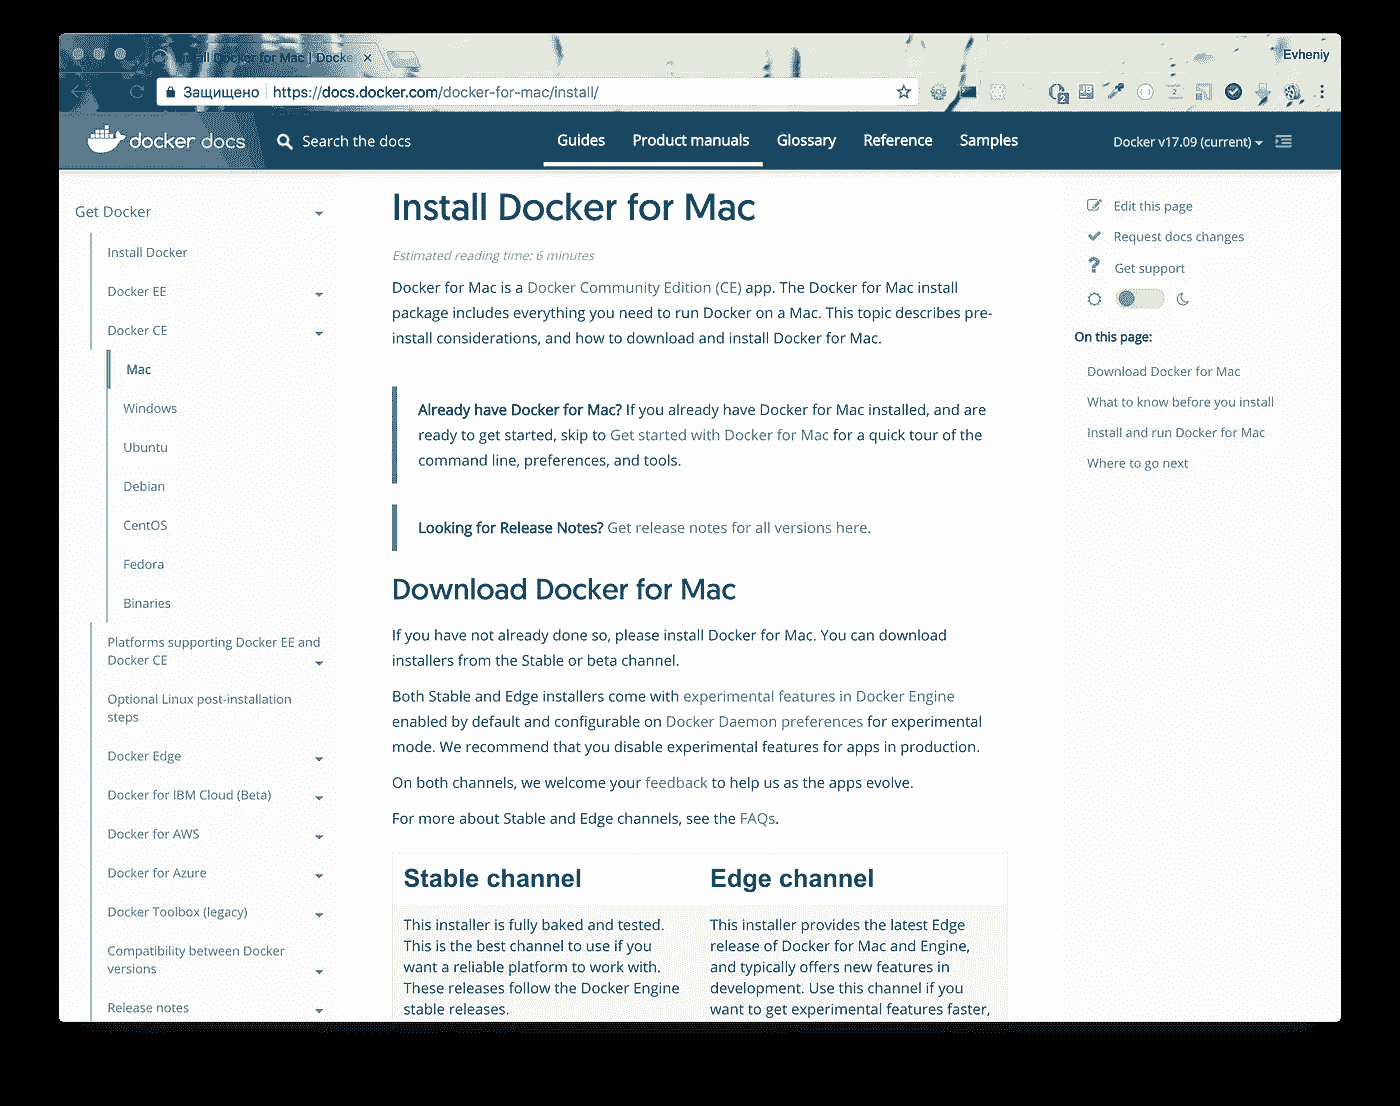 Install Docker for Mac | Docke
Evheniy
Защищено https://docs.docker.com/docker-for-mac/install/
2
JB
2
docker docs
Search the docs
Guides Product manuals Glossary Reference Samples
Docker v17.09 (current)
Get Docker
Install Docker
Docker EE
Docker CE
Mac
Windows
Ubuntu
Debian
CentOS
Fedora
Binaries
Platforms supporting Docker EE and
Docker CE
Optional Linux post-installation
steps
Docker Edge
Docker for IBM Cloud (Beta)
Docker for AWS
Docker for Azure
Docker Toolbox (legacy)
Compatibility between Docker
versions
Release notes
Install Docker for Mac
Estimated reading time: 6 minutes
Docker for Mac is a Docker Community Edition (CE) app. The Docker for Mac install
package includes everything you need to run Docker on a Mac. This topic describes pre-
install considerations, and how to download and install Docker for Mac.
Already have Docker for Mac? If you already have Docker for Mac installed, and are
ready to get started, skip to Get started with Docker for Mac for a quick tour of the
command line, preferences, and tools.
Looking for Release Notes? Get release notes for all versions here.
Download Docker for Mac
If you have not already done so, please install Docker for Mac. You can download
installers from the Stable or beta channel.
Both Stable and Edge installers come with experimental features in Docker Engine
enabled by default and configurable on Docker Daemon preferences for experimental
mode. We recommend that you disable experimental features for apps in production.
On both channels, we welcome your feedback to help us as the apps evolve.
For more about Stable and Edge channels, see the FAQs.
Stable channel
This installer is fully baked and tested.
This is the best channel to use if you
want a reliable platform to work with.
These releases follow the Docker Engine
stable releases.
Edge channel
This installer provides the latest Edge
release of Docker for Mac and Engine,
and typically offers new features in
development. Use this channel if you
want to get experimental features faster,
Edit this page
Request docs changes
Get support
On this page:
Download Docker for Mac
What to know before you install
Install and run Docker for Mac
Where to go next